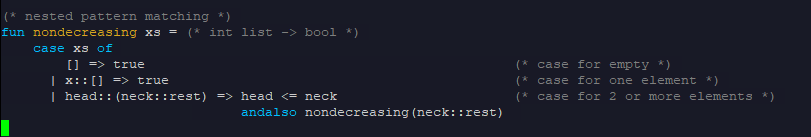 (* nested pattern matching *)
fun nondecreasing xs = (* int list -> bool *)
    case xs of
        [] => true                                              (* case for empty *)
      | x::[] => true                                           (* case for one element *)
      | head::(neck::rest) => head <= neck                      (* case for 2 or more elements *)
                              andalso nondecreasing(neck::rest)